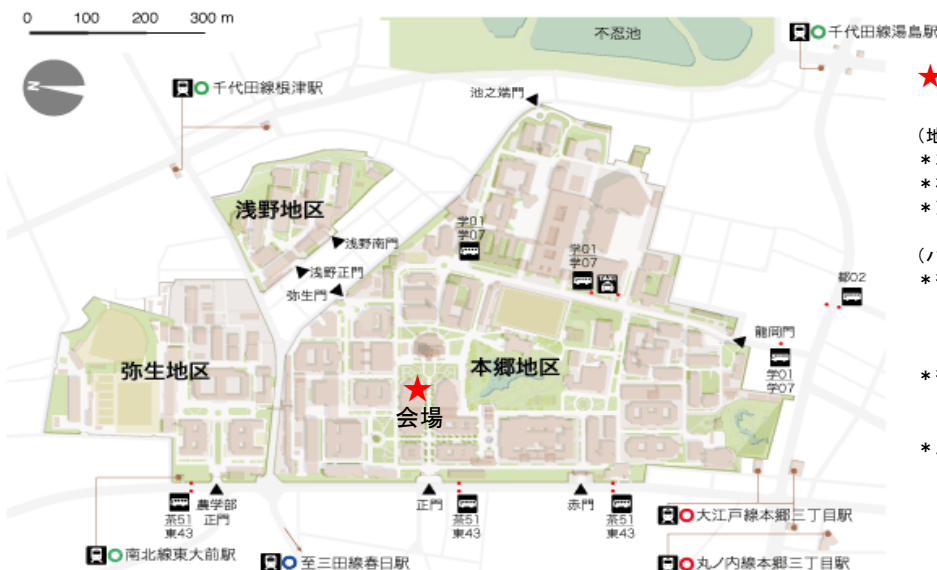 0 100 200 300 m
不忍池
千代田線湯島駅
千代田線根津駅
池之端門
(地
*
*
*
浅野地区
学01
学07
浅野南門
浅野正門
弥生門
学01
学07
TAXI
(バ
*
都02
龍岡門
弥生地区
本郷地区
学01
学07
*
会場
*
農学部
正門
正門
赤門
茶51
東43
茶51
東43
茶51
東43
大江戸線本郷三丁目駅
南北線東大前駅
至三田線春日駅
丸ノ内線本郷三丁目駅
N